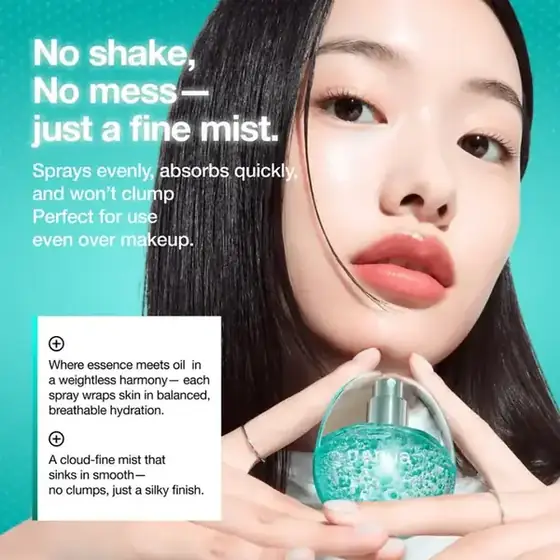 No shake,
No mess—
just a fine mist.
Sprays evenly, absorbs quickly,
and won't clump
Perfect for use
even over makeup.
Where essence meets oil in
a weightless harmony— each
spray wraps skin in balanced,
breathable hydration.
A cloud-fine mist that
sinks in smooth—
no clumps, just a silky finish.